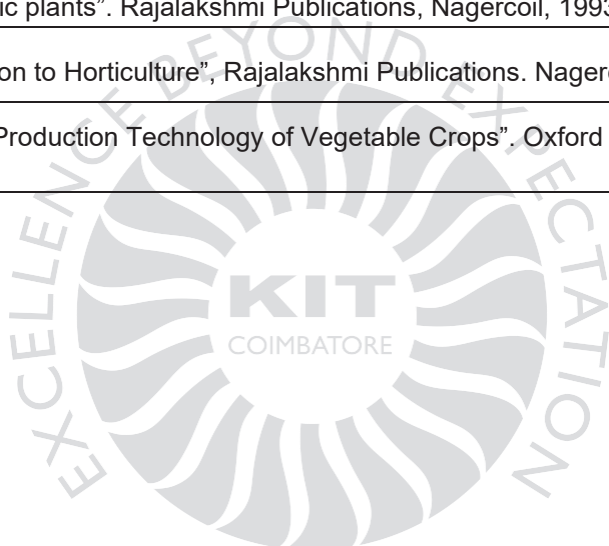 ic plants”. Rajalakshmi Publications, Nagercoil, 1993
on to Horticulture”, Rajalakshmi Publications. Nager
Production Technology of Vegetable Crops”. Oxford
EXCELLENCE BEYOND EXPECTATION
KIT
COIMBATORE